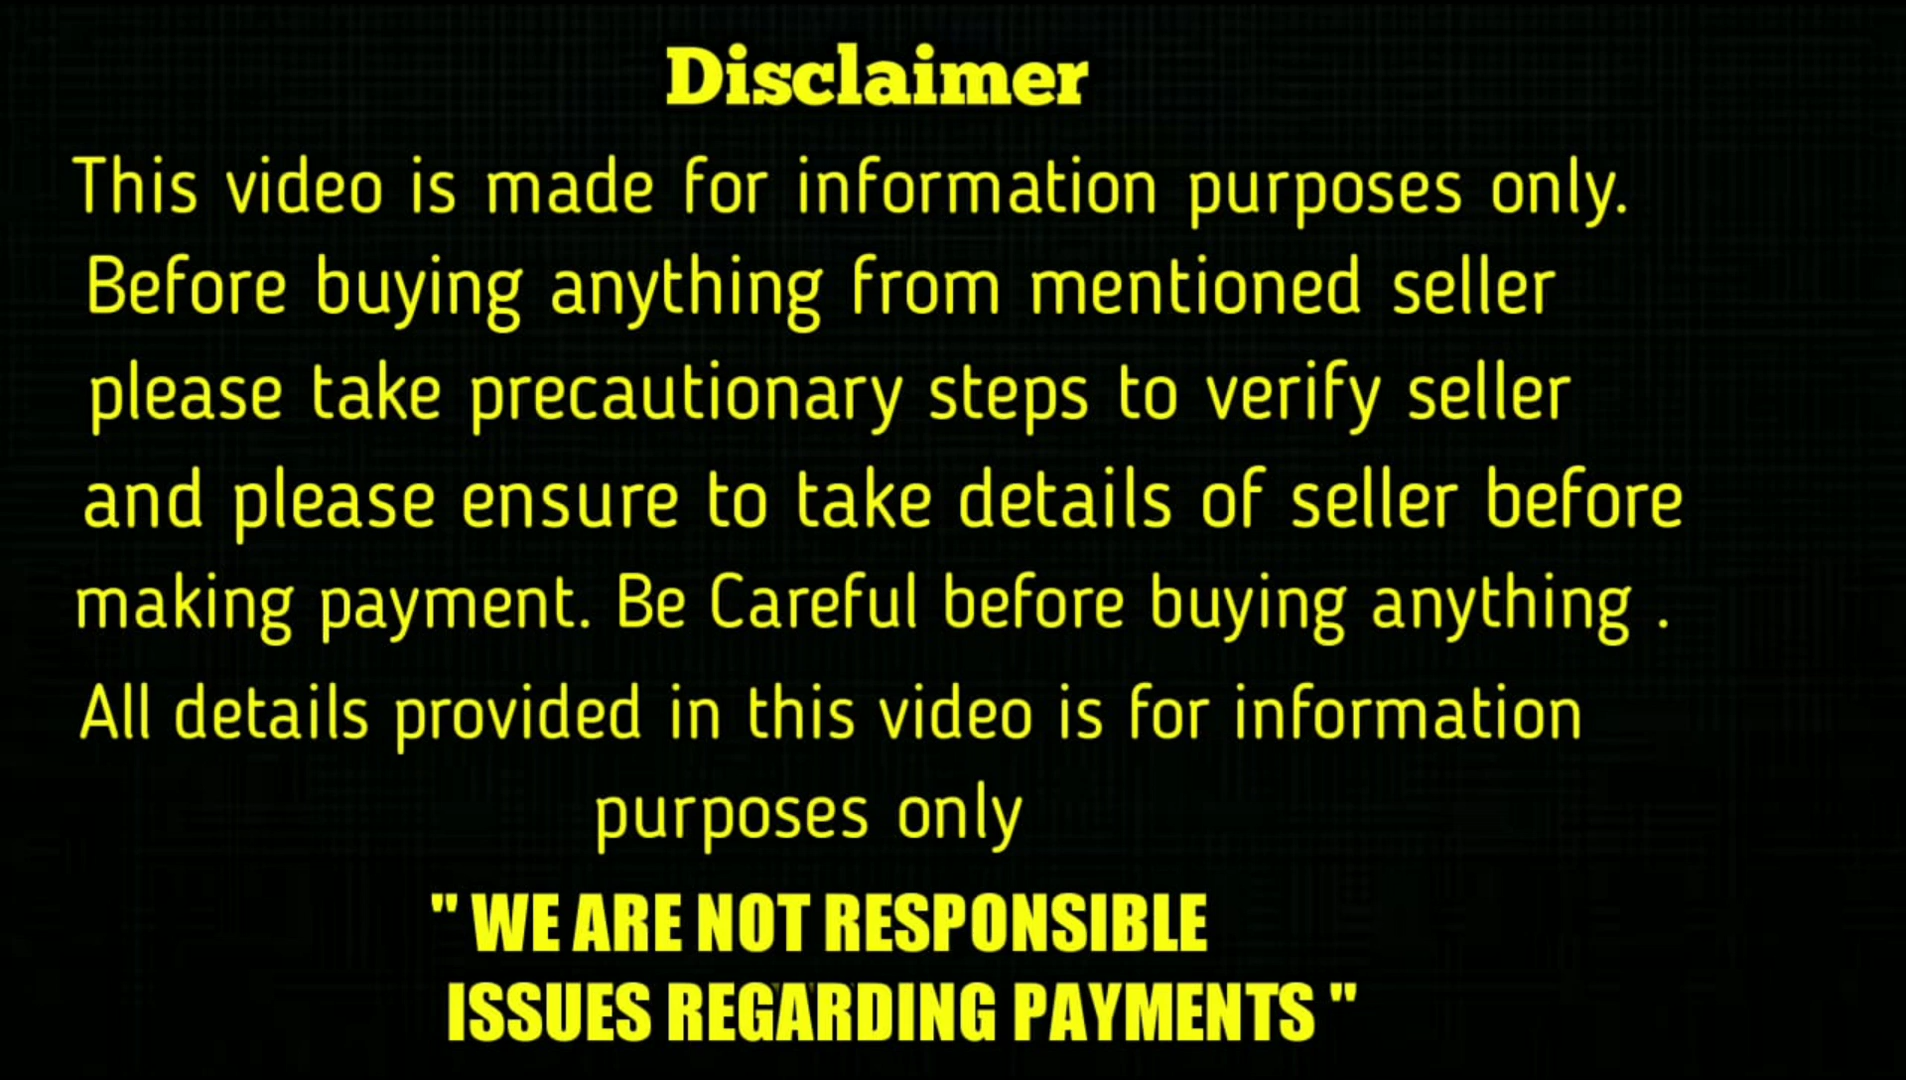 Disclaimer
This video is made for information purposes only.
Before buying anything from mentioned seller
please take precautionary steps to verify seller
and please ensure to take details of seller before
making payment. Be Careful before buying anything .
All details provided in this video is for information
purposes only
" WE ARE NOT RESPONSIBLE
ISSUES REGARDING PAYMENTS "